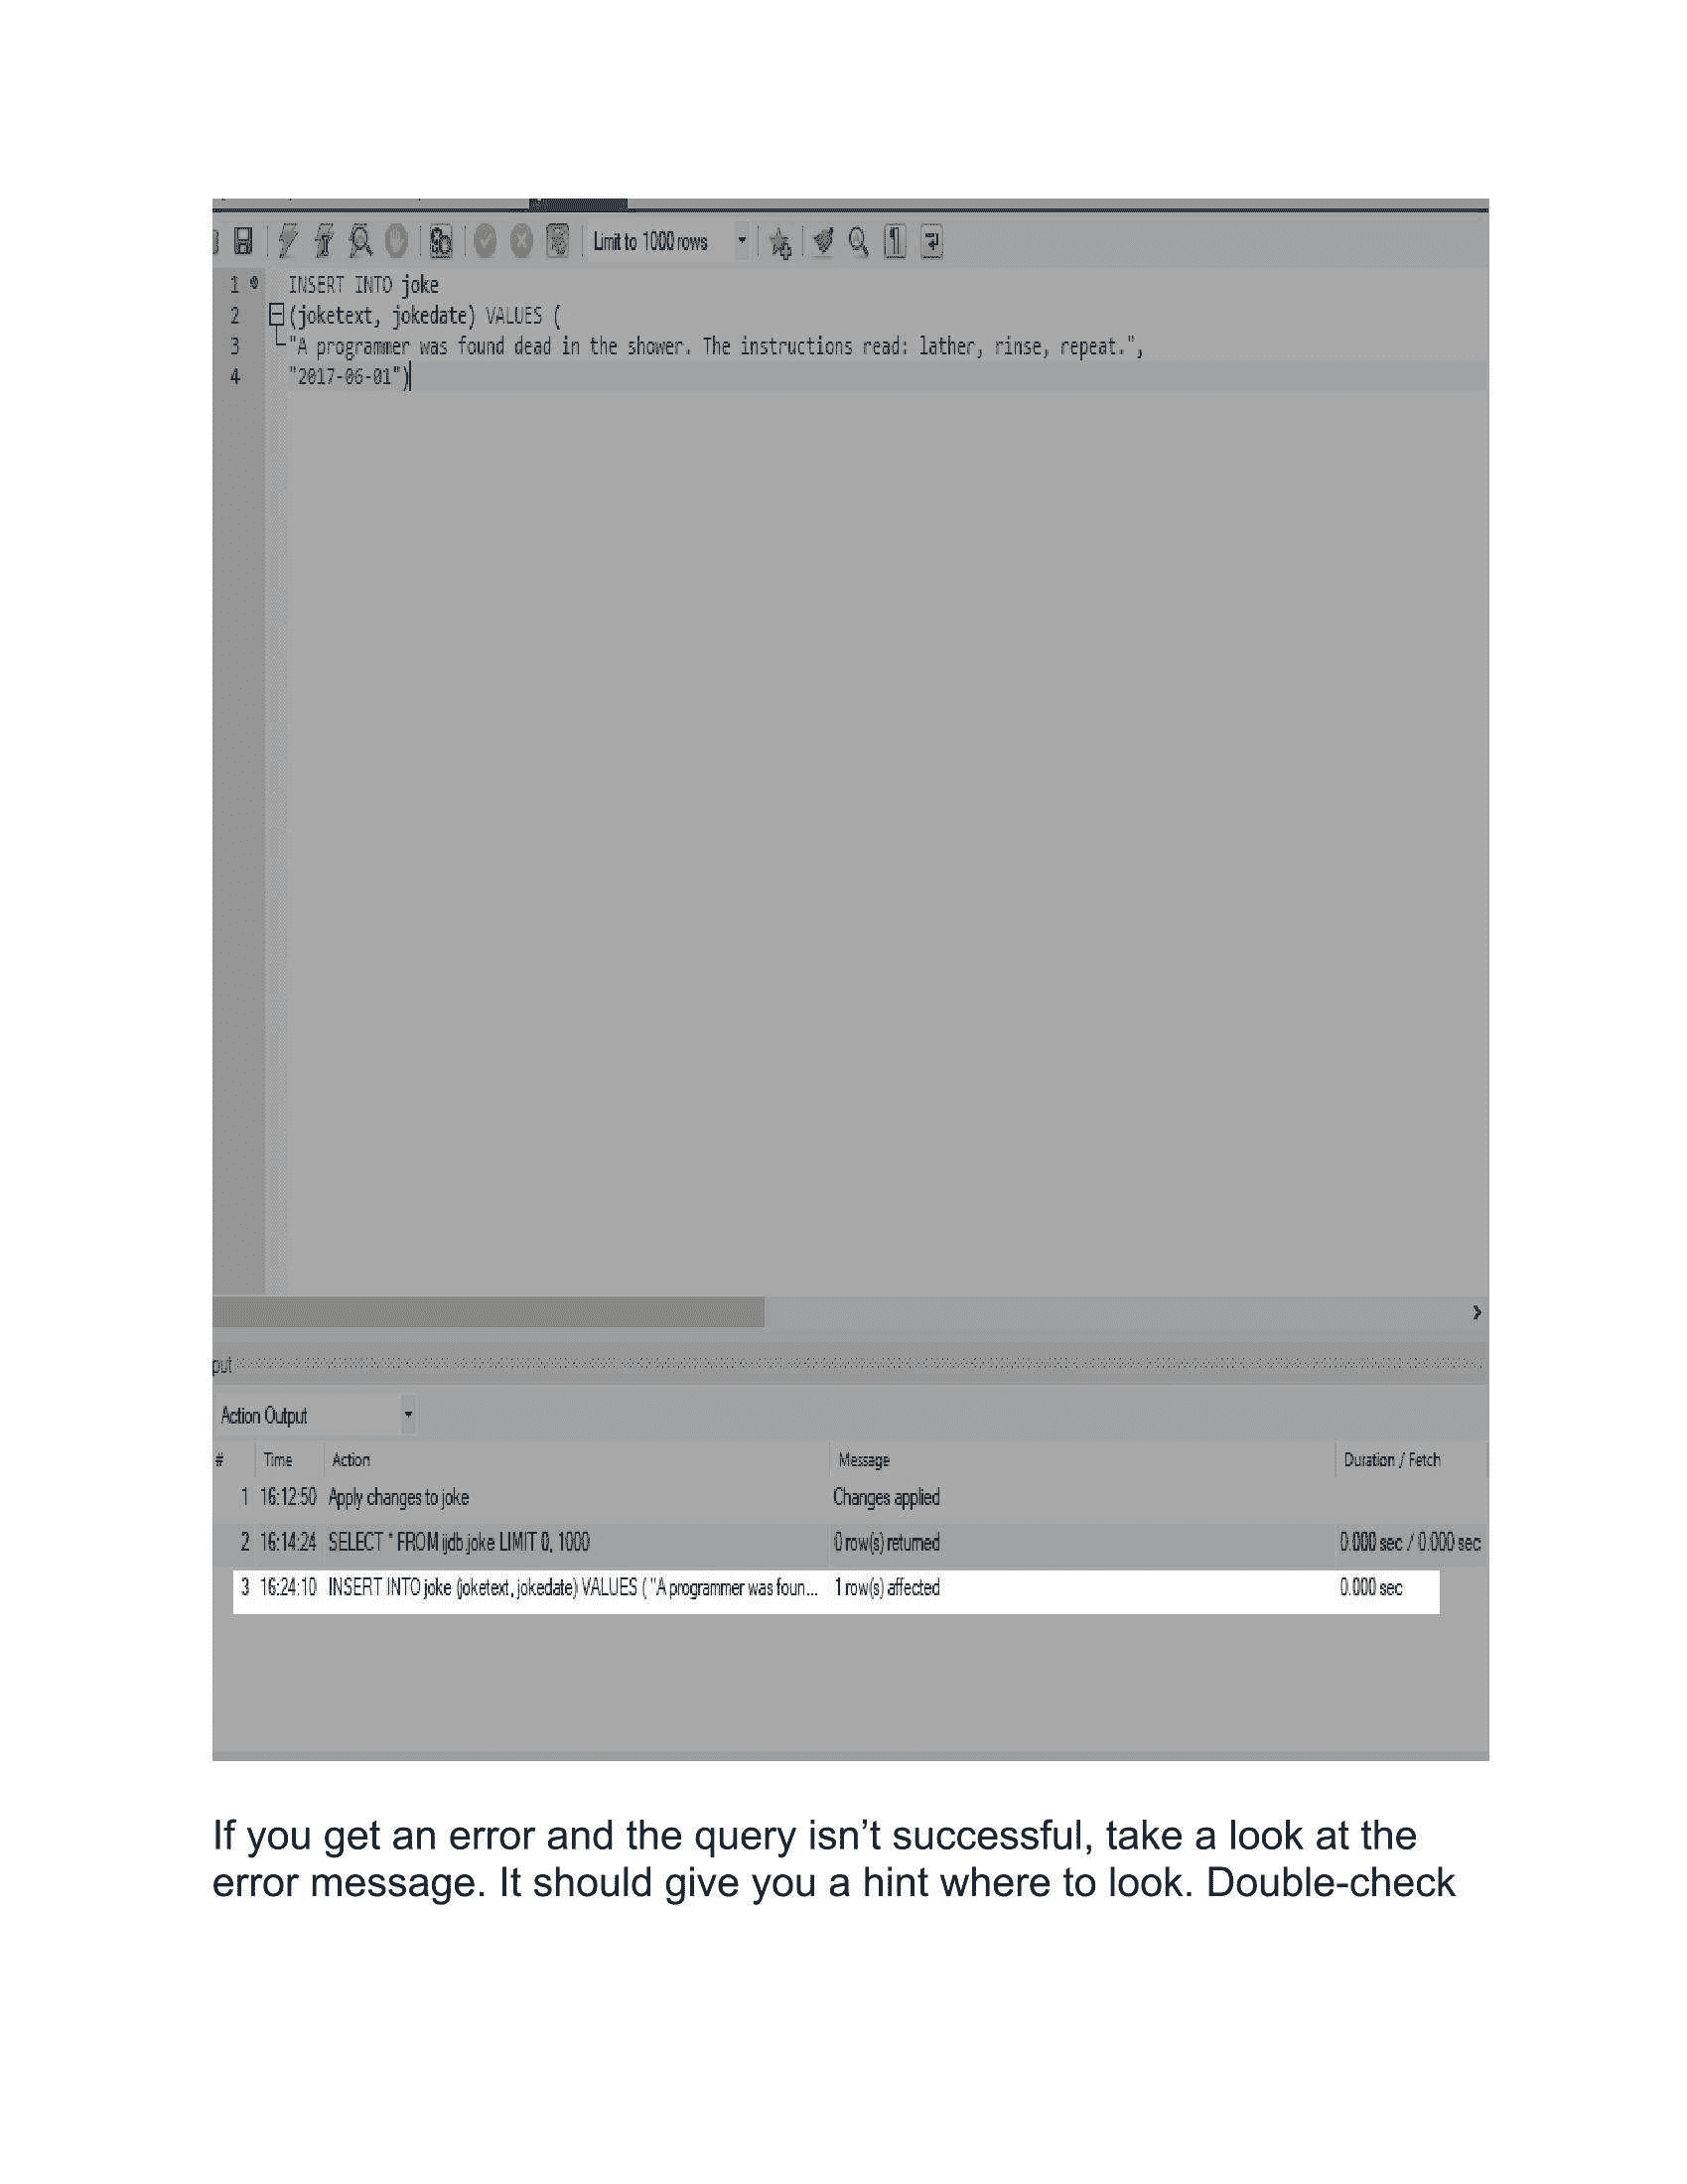 Limit to 1000 rows
1 INSERT INTO joke
2 (joketext, jokedate) VALUES (
3 "A programmer was found dead in the shower. The instructions read: lather, rinse, repeat.",
4 "2017-06-01")
put
Action Output
# Time Action Message Duration / Fetch
1 16:12:50 Apply changes to joke Changes applied
2 16:14:24 SELECT * FROM ijdb.joke LIMIT 0, 1000 0 row(s) returned 0.000 sec / 0.000 sec
3 16:24:10 INSERT INTO joke (joketext, jokedate) VALUES ( "A programmer was foun... 1 row(s) affected 0.000 sec
If you get an error and the query isn’t successful, take a look at the
error message. It should give you a hint where to look. Double-check